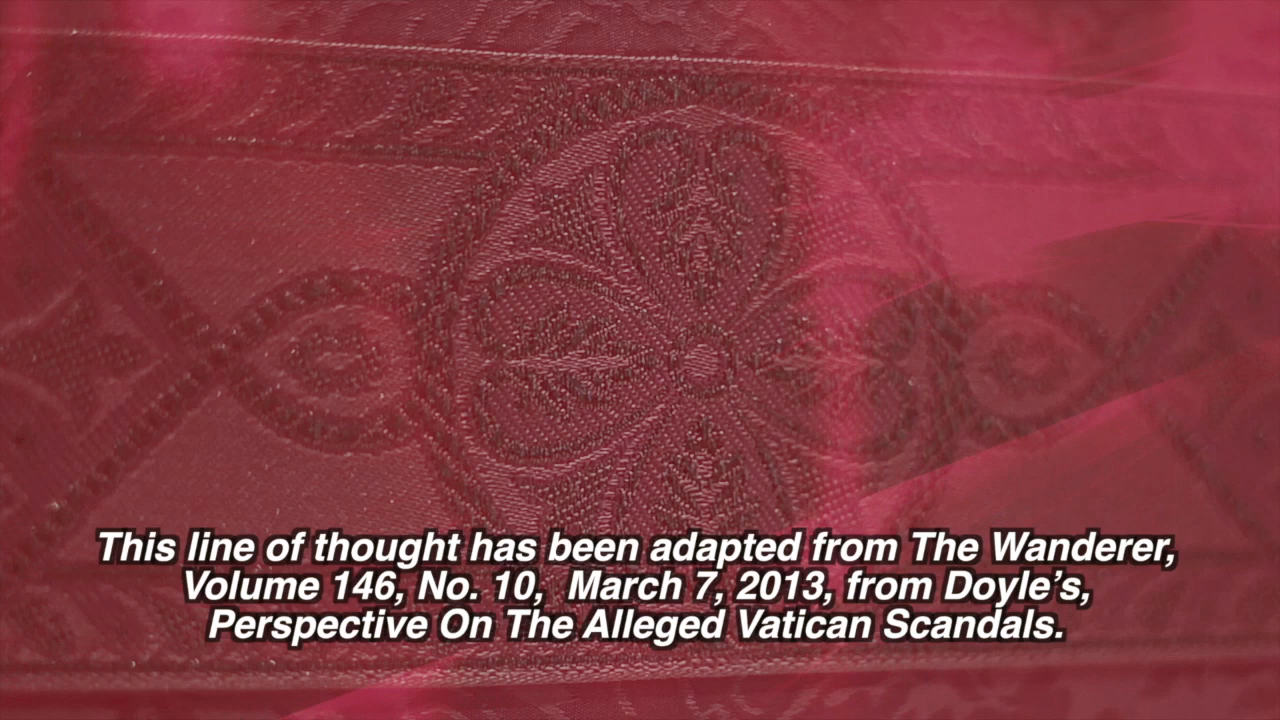 This line of thought has been adapted from The Wanderer,
Volume 146, No. 10,  March 7, 2013, from Doyle’s,
Perspective On The Alleged Vatican Scandals.